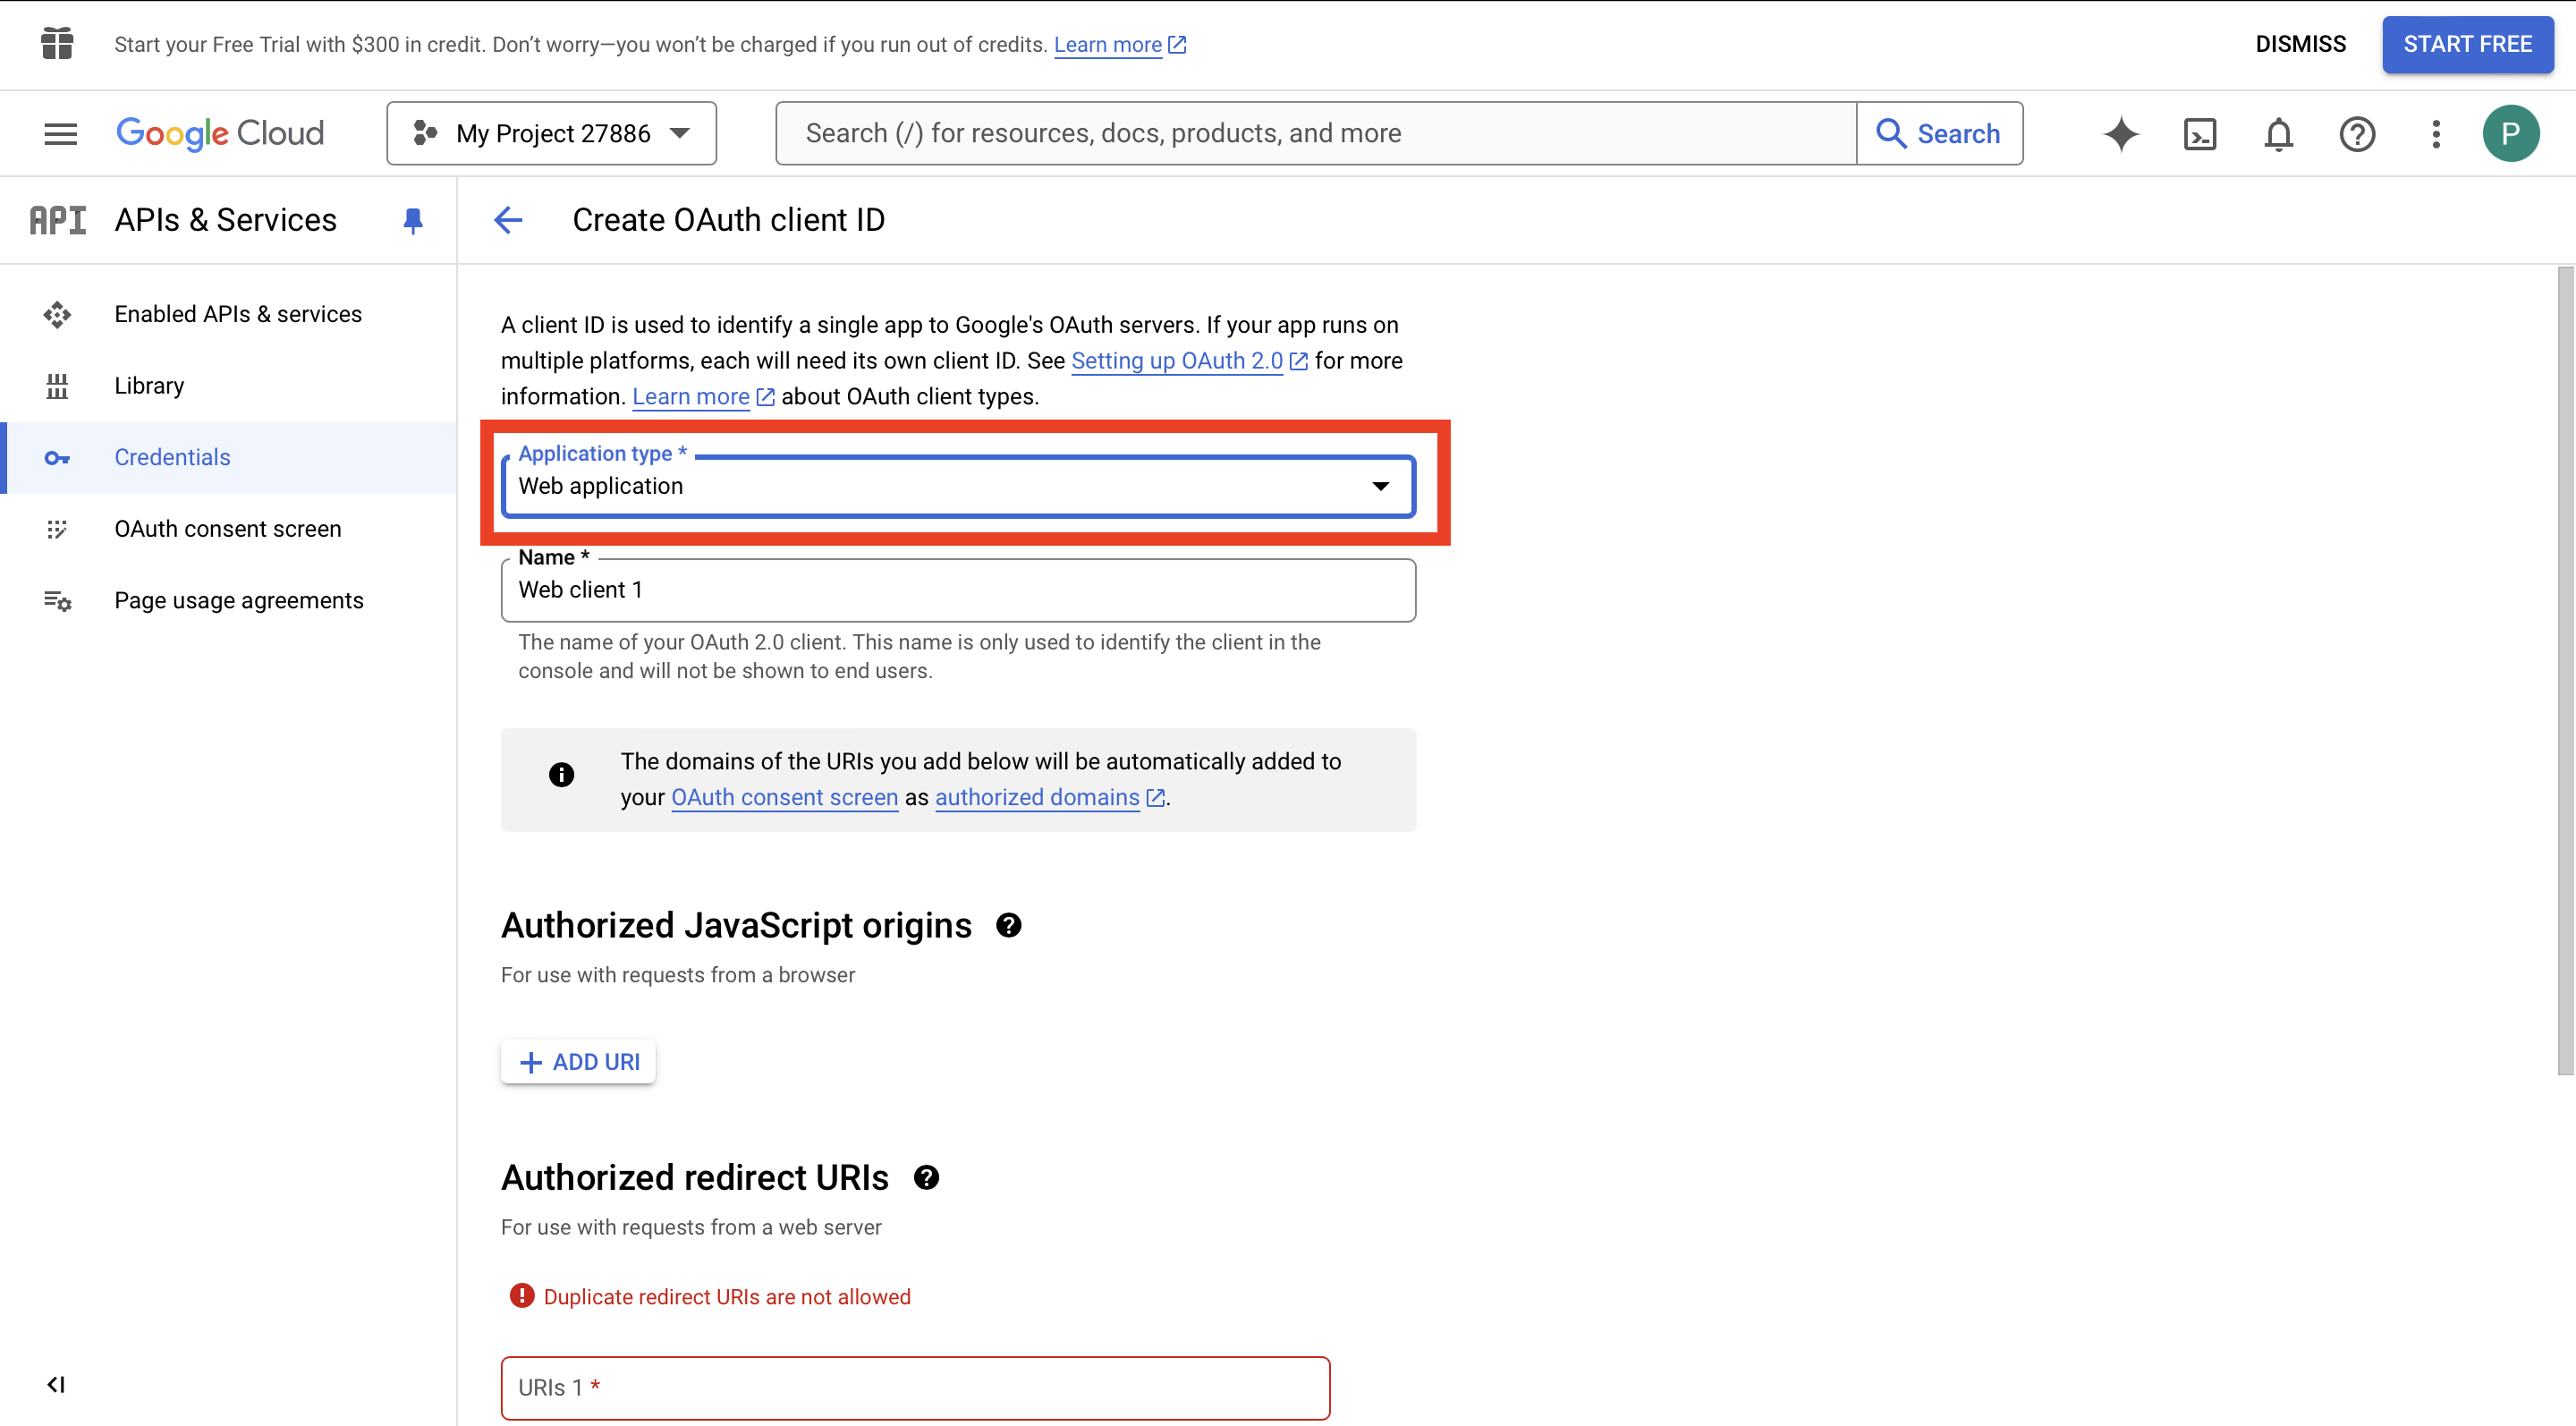 Start your Free Trial with $300 in credit. Don’t worry—you won’t be charged if you run out of credits. Learn more
DISMISS
START FREE
Google Cloud
My Project 27886
Search (/) for resources, docs, products, and more
Search
P
API
APIs & Services
Create OAuth client ID
Enabled APIs & services
Library
Credentials
OAuth consent screen
Page usage agreements
A client ID is used to identify a single app to Google's OAuth servers. If your app runs on
multiple platforms, each will need its own client ID. See Setting up OAuth 2.0 for more
information. Learn more about OAuth client types.
Application type *
Web application
Name *
Web client 1
The name of your OAuth 2.0 client. This name is only used to identify the client in the
console and will not be shown to end users.
The domains of the URIs you add below will be automatically added to
your OAuth consent screen as authorized domains.
Authorized JavaScript origins
For use with requests from a browser
+ ADD URI
Authorized redirect URIs
For use with requests from a web server
Duplicate redirect URIs are not allowed
URIs 1 *